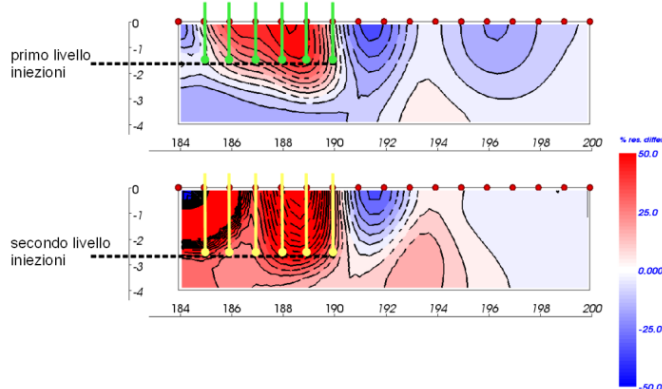 0
-1
-2
-3
-4
primo livello
iniezioni
184 186 188 190 192 194 196 198 200
% res. differ
50.0
25.0
0.000
-25.0
-50.0
0
-1
-2
-3
-4
secondo livello
iniezioni
184 186 188 190 192 194 196 198 200